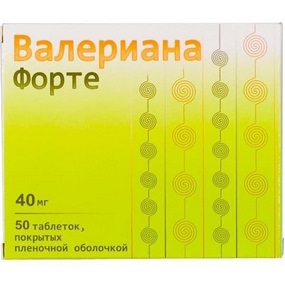 Валериана
Форте
40 мг
50 таблеток,
покрытых
пленочной оболочкой